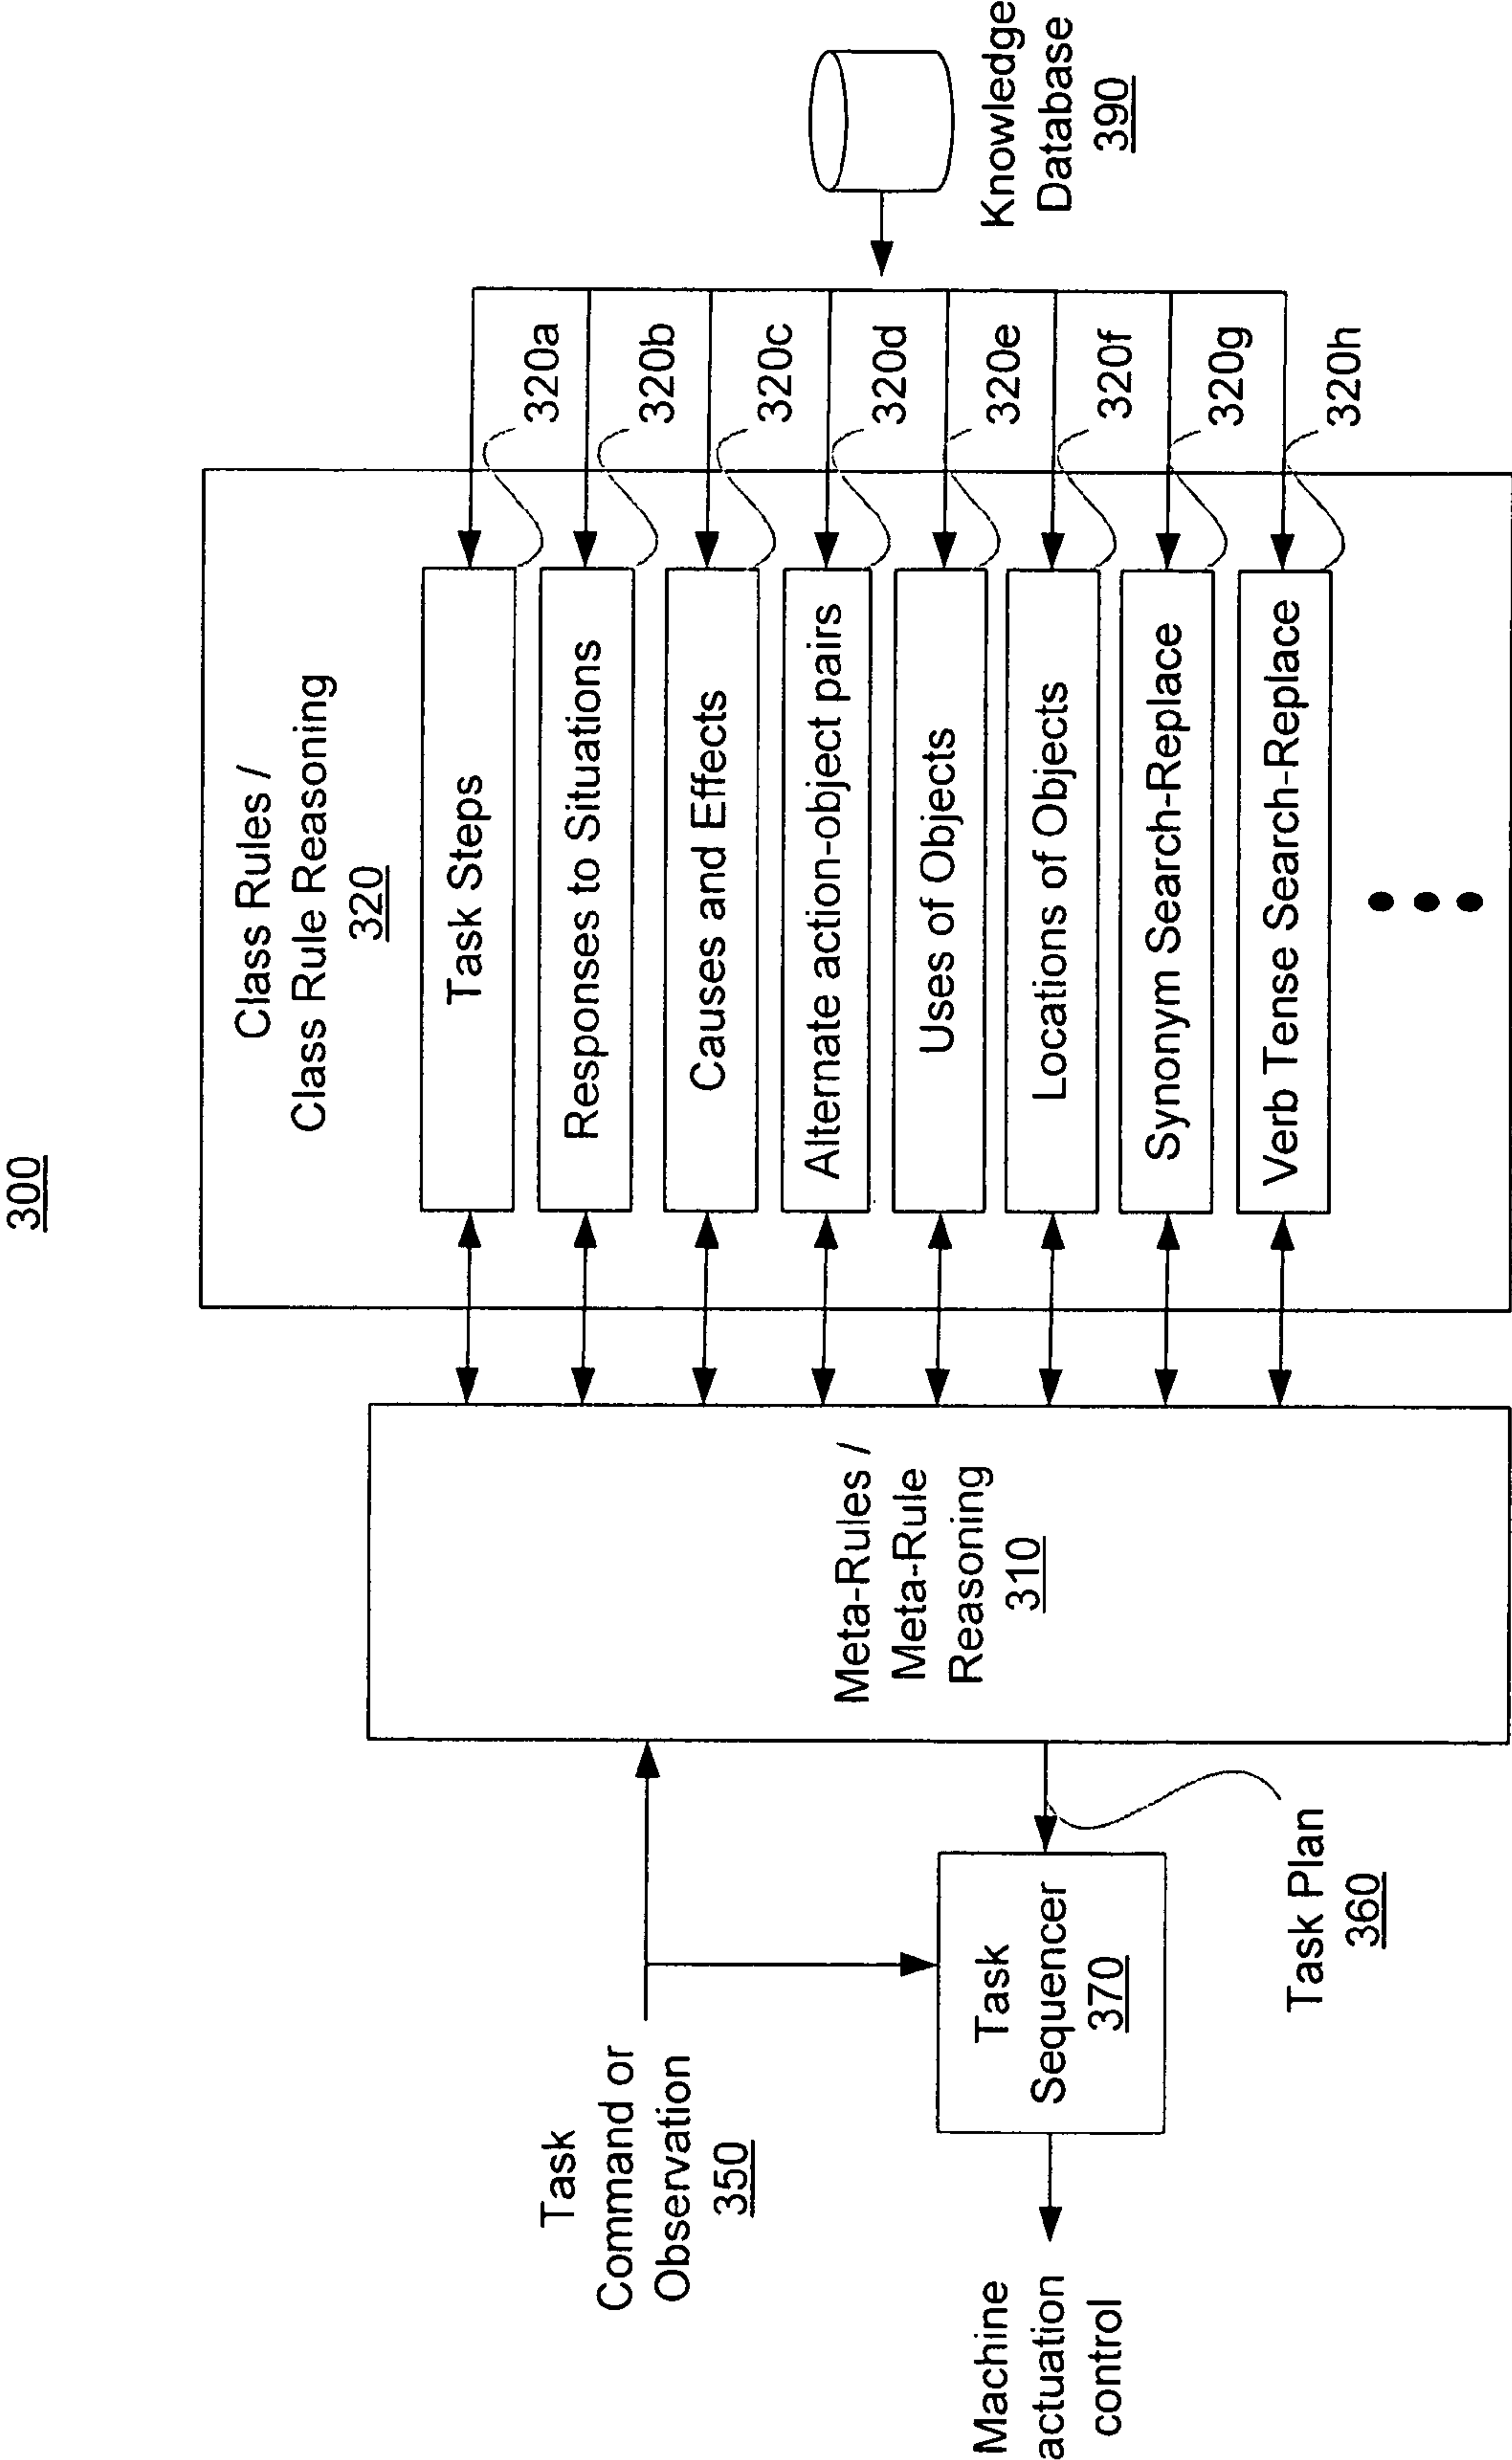 300
Class Rules /
Class Rule Reasoning
320
Task Steps
Responses to Situations
Causes and Effects
Alternate action-object pairs
Uses of Objects
Locations of Objects
Synonym Search-Replace
Verb Tense Search-Replace
320a
320b
320c
320d
320e
320f
320g
320h
Knowledge
Database
390
Meta-Rules /
Meta-Rule
Reasoning
310
Task
Command or
Observation
350
Task
Sequencer
370
Task Plan
360
Machine
actuation
control